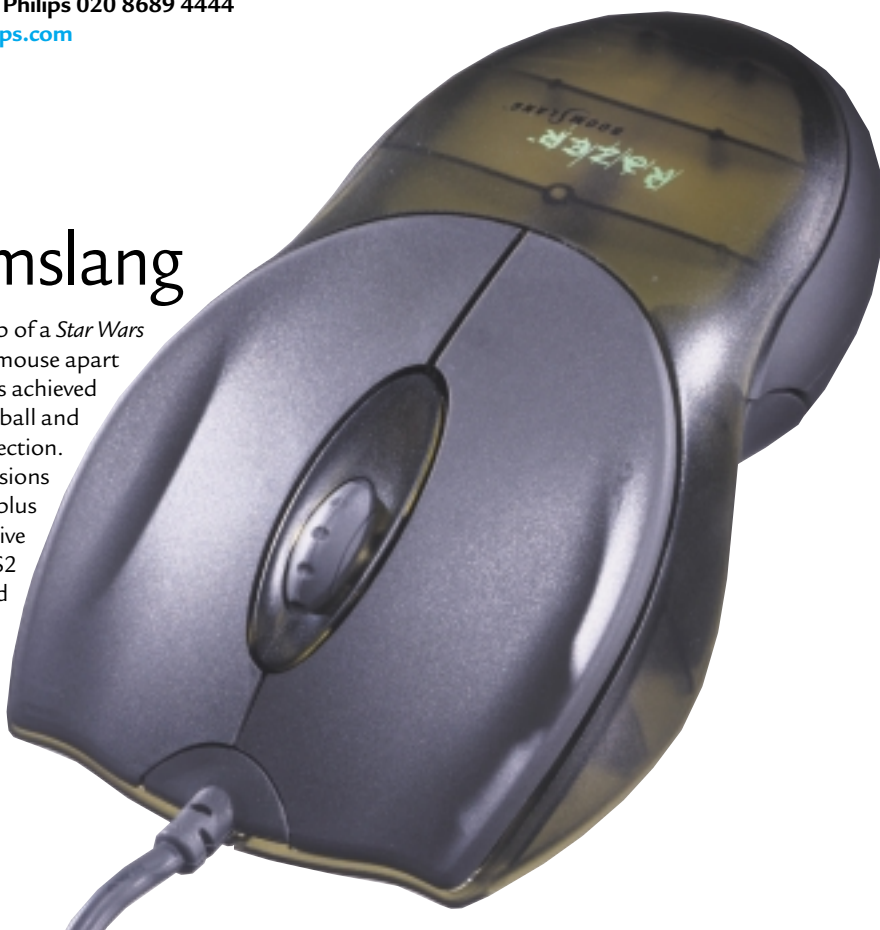 Philips 020 8689 4444
ps.com
mslang
o of a Star Wars
mouse apart
s achieved
ball and
ection.
sions
plus
ive
S2
d
RAZER
BOOMSLANG